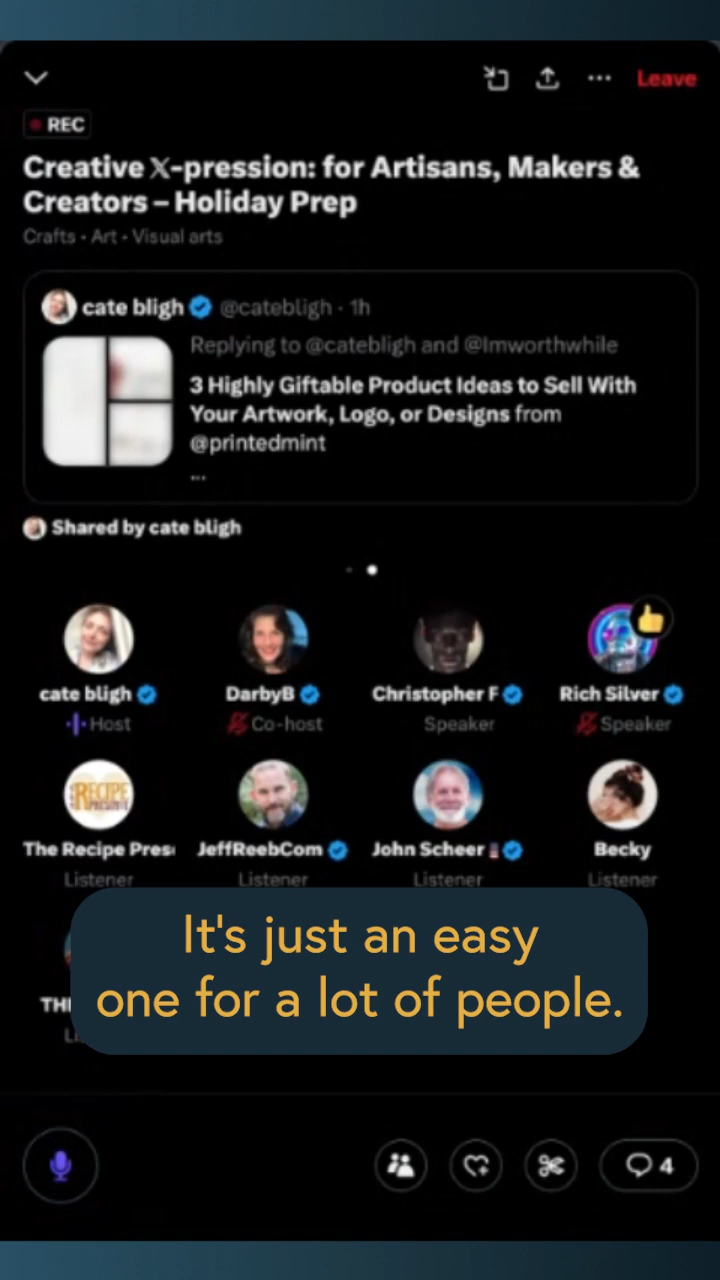 Leave
REC
Creative X-pression: for Artisans, Makers &
Creators – Holiday Prep
Crafts • Art • Visual arts
cate bligh @catebligh · 1h
Replying to @catebligh and @Imworthwhile
3 Highly Giftable Product Ideas to Sell With
Your Artwork, Logo, or Designs from
@printedmint
...
Shared by cate bligh
cate bligh DarbyB Christopher F Rich Silver
Host Co-host Speaker Speaker
RECIPE
The Recipe Pres JeffReebCom John Scheer Becky
Listener Listener Listener Listener
It's just an easy
one for a lot of people.
4